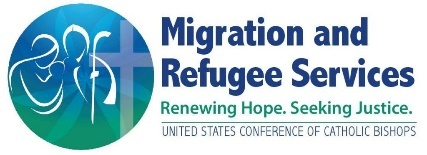 Migration and
Refugee Services
Renewing Hope. Seeking Justice.
UNITED STATES CONFERENCE OF CATHOLIC BISHOPS